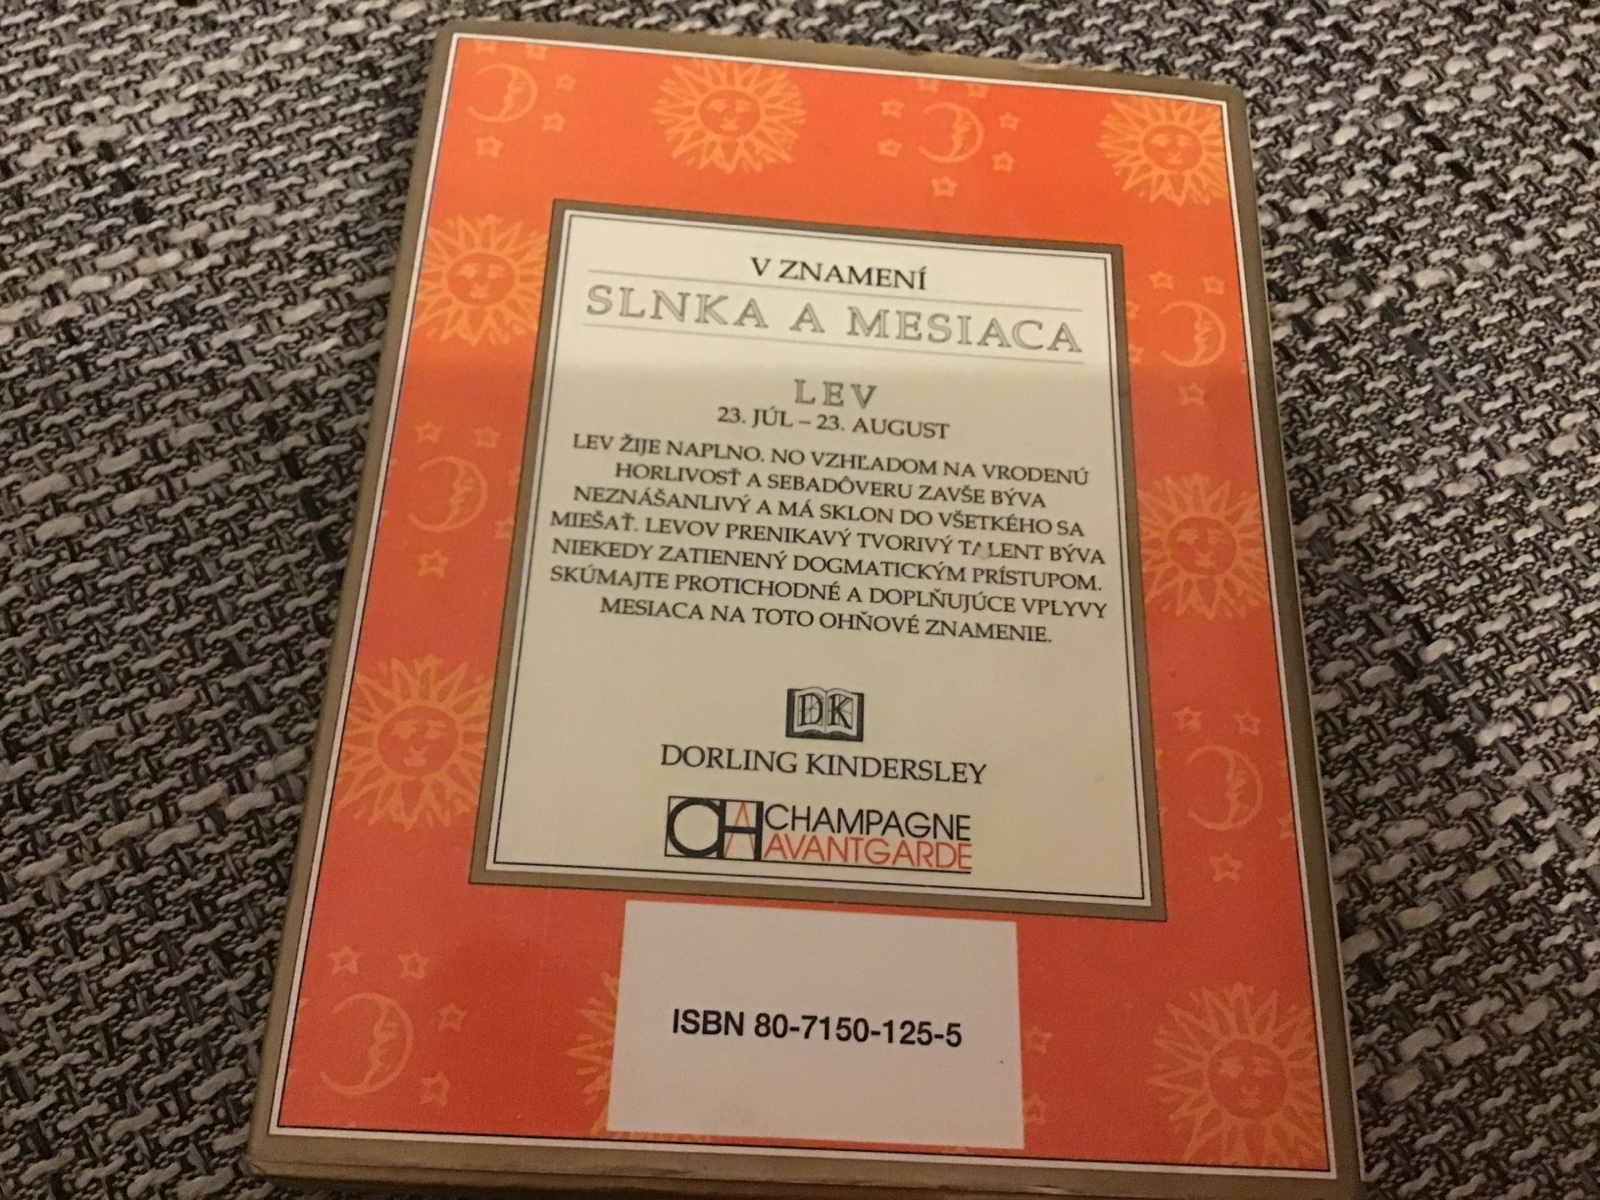 V ZNAMENÍ
SLNKA A MESIACA
LEV
23. JÚL – 23. AUGUST
LEV ŽIJE NAPLNO. NO VZHĽADOM NA VRODENÚ
HORLIVOSŤ A SEBADÔVERU ZAVŠE BÝVA
NEZNÁŠANLIVÝ A MÁ SKLON DO VŠETKÉHO SA
MIEŠAŤ. LEVOV PRENIKAVÝ TVORIVÝ TALENT BÝVA
NIEKEDY ZATIENENÝ DOGMATICKÝM PRÍSTUPOM.
SKÚMAJTE PROTICHODNÉ A DOPLŇUJÚCE VPLYVY
MESIACA NA TOTO OHŇOVÉ ZNAMENIE.
DK
DORLING KINDERSLEY
CHA CHAMPAGNE
AVANTGARDE
ISBN 80-7150-125-5